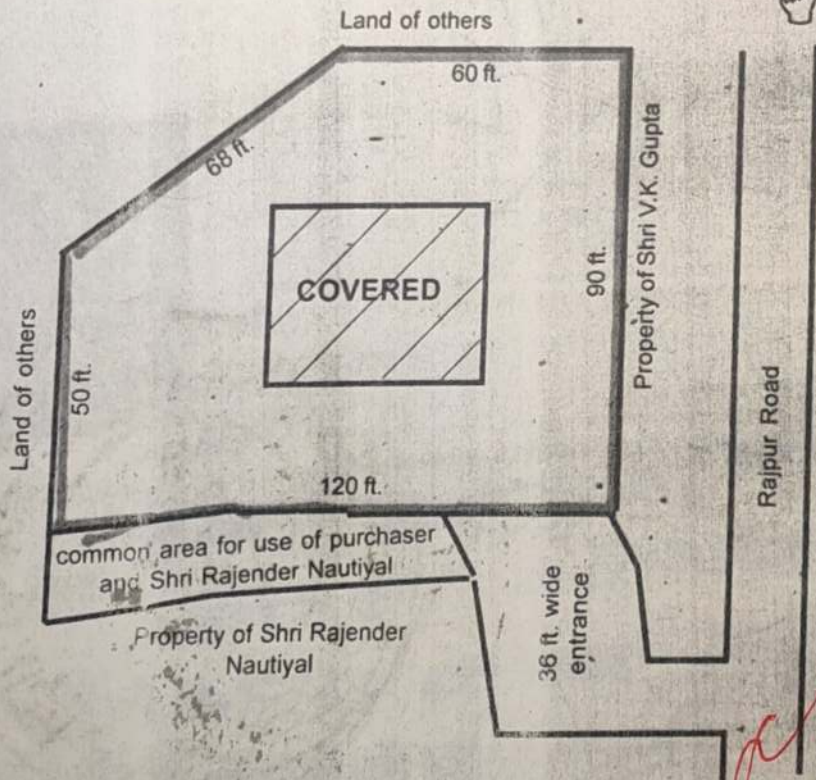 Land of others
60 ft.
68 ft.
Property of Shri V.K. Gupta
COVERED
90 ft.
Land of others
50 ft.
Rajpur Road
120 ft.
common area for use of purchaser
and Shri Rajender Nautiyal
36 ft. wide
entrance
Property of Shri Rajender
Nautiyal